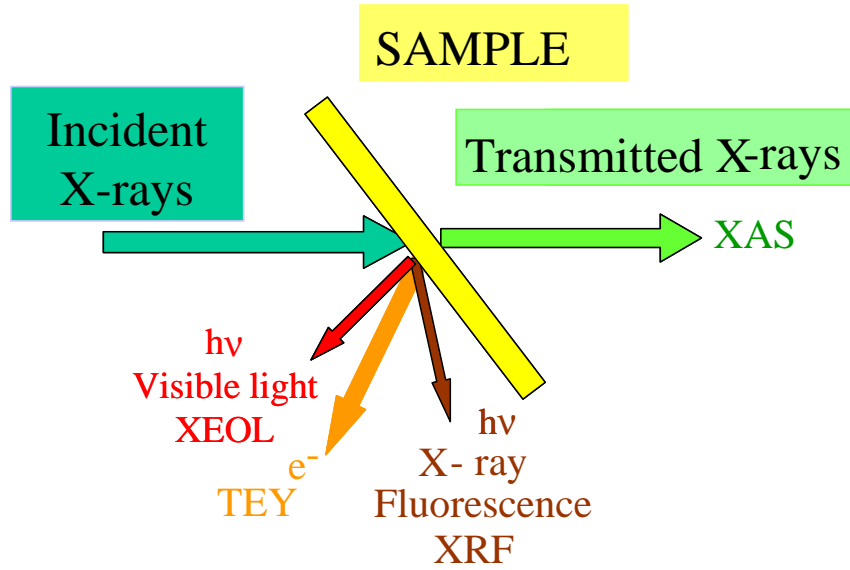 SAMPLE
Incident
X-rays
Transmitted X-rays
XAS
hν
Visible light
XEOL
e-
TEY
hν
X- ray
Fluorescence
XRF